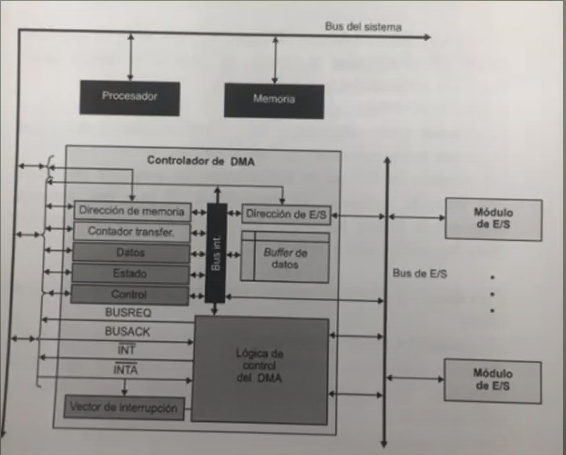 Bus del sistema
Procesador
Memoria
Controlador de DMA
Dirección de memoria
Contador transfer.
Datos
Estado
Control
Bus int.
Dirección de E/S
Buffer de
datos
Módulo
de E/S
Bus de E/S
BUSREQ
BUSACK
INT
INTA
Vector de interrupción
Lógica de
control
del DMA
Módulo
de E/S